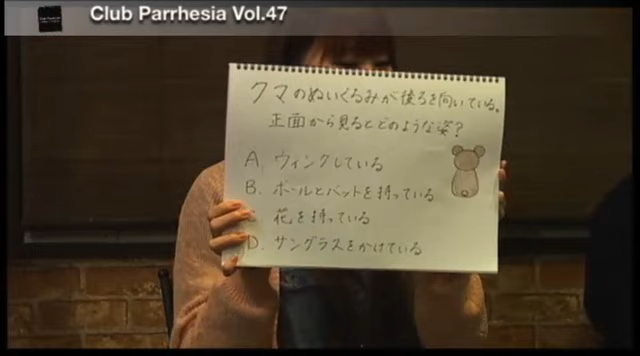 Club Parrhesia Vol.47
クマのぬいぐるみが後ろを向いている。
正面から見るとどのような姿?
A. ウィンクしている
B. ボールとバットを持っている
花を持っている
D. サングラスをかけている